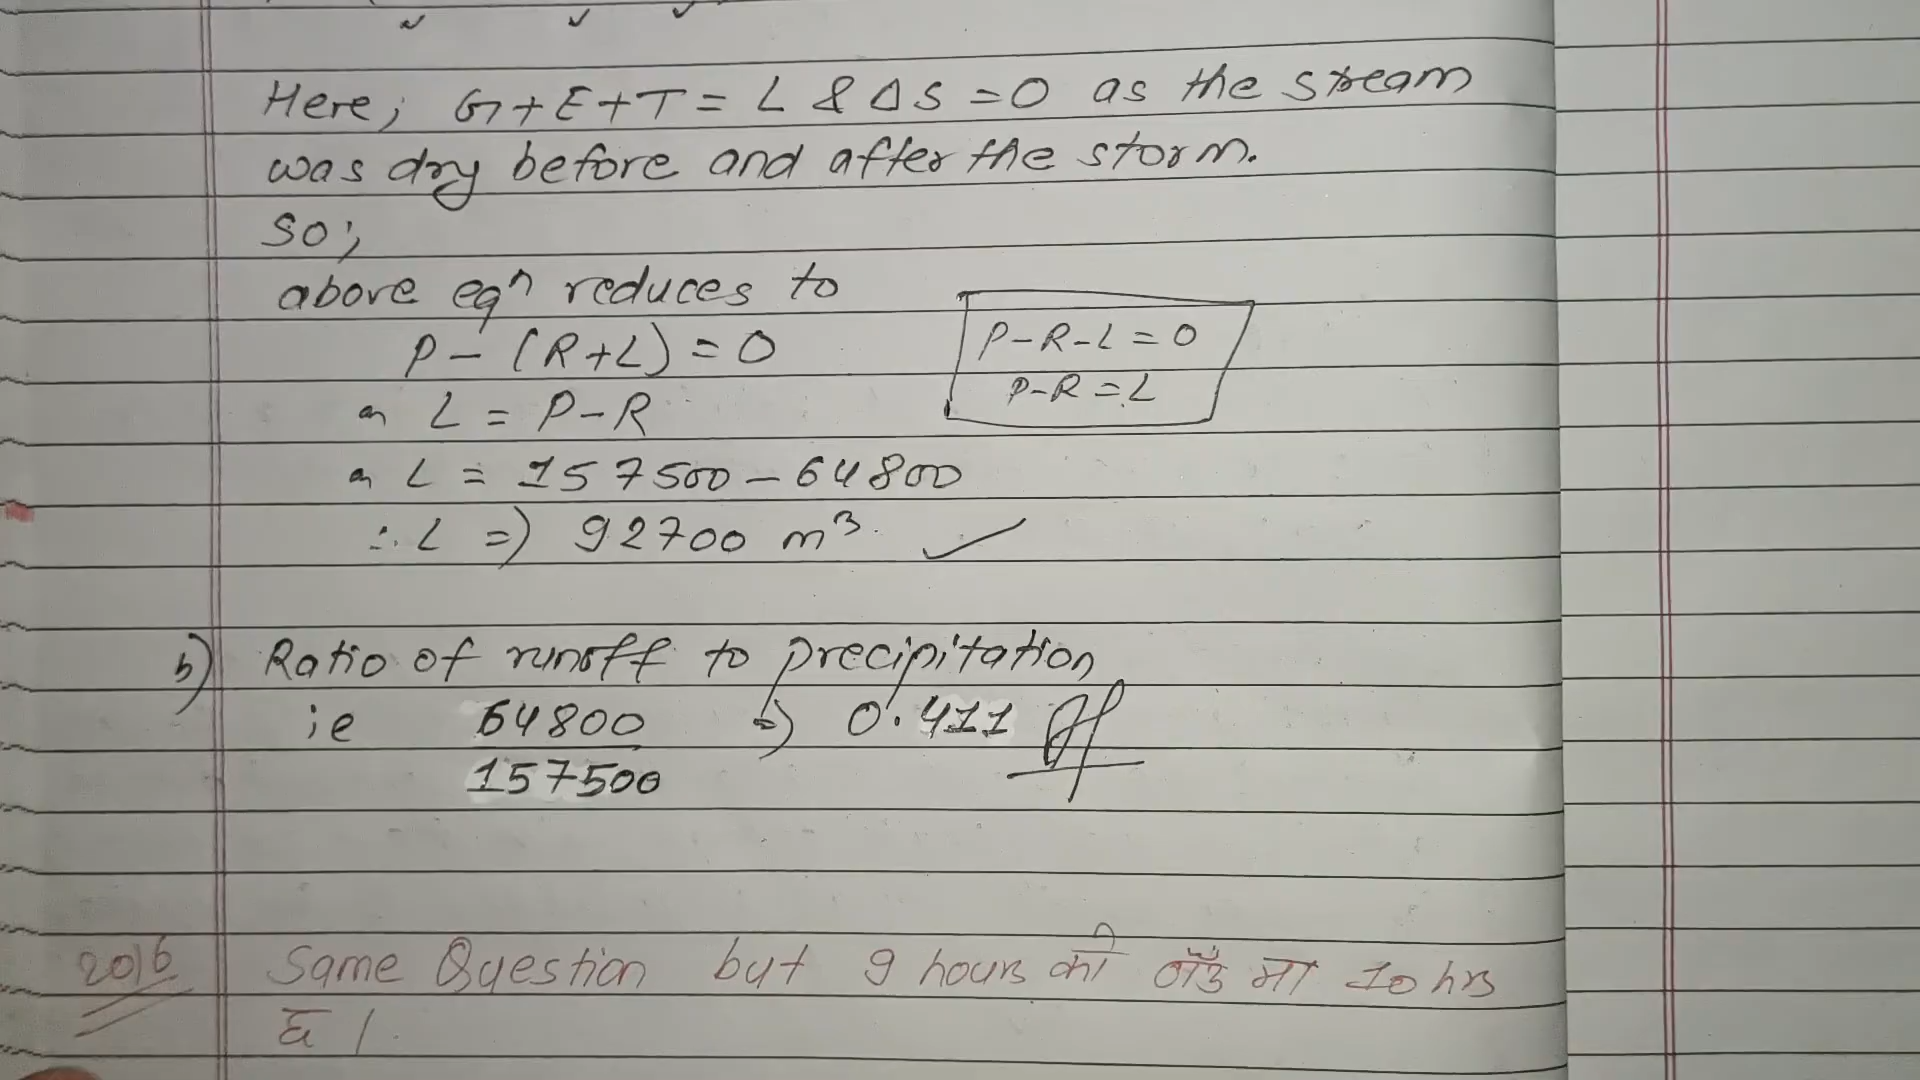 Here; G+E+T = L & ΔS = 0 as the stream
was dry before and after the storm.
So;
above eqⁿ reduces to
P - (R+L) = 0
P-R-L = 0
P-R = L
or L = P-R
or L = 157500 - 64800
∴ L => 92700 m³
b) Ratio of runoff to precipitation,
ie 64800 => 0.411
157500
2016 Same Question but 9 hours को ठाउँ मा 10 hrs
छ ।